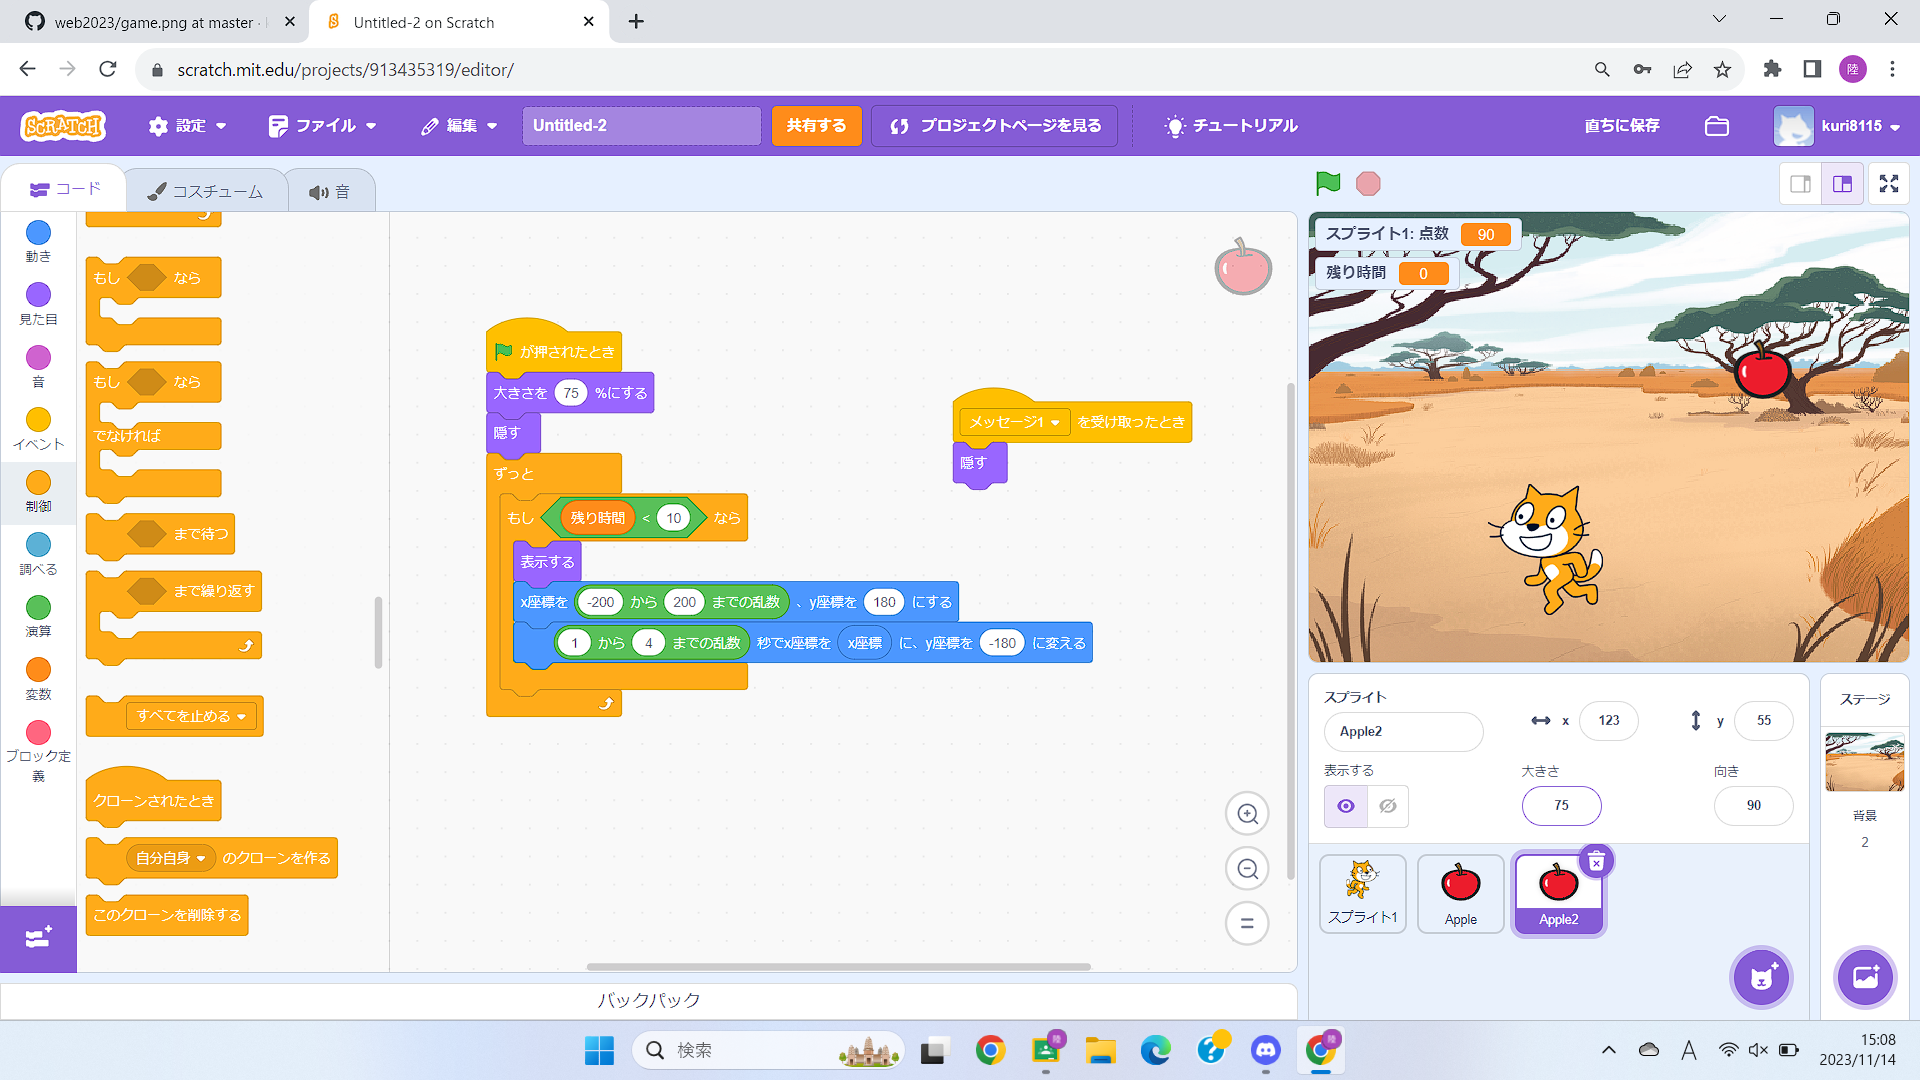 web2023/game.png at master ·
Untitled-2 on Scratch
scratch.mit.edu/projects/913435319/editor/
陸
SCRATCH
設定
ファイル
編集
Untitled-2
共有する
プロジェクトページを見る
チュートリアル
直ちに保存
kuri8115
コード
コスチューム
音
動き
見た目
音
イベント
制御
調べる
演算
変数
ブロック定義
もし なら
もし なら
でなければ
まで待つ
まで繰り返す
すべてを止める
クローンされたとき
自分自身 のクローンを作る
このクローンを削除する
が押されたとき
大きさを 75 %にする
隠す
ずっと
もし 残り時間 < 10 なら
表示する
x座標を -200 から 200 までの乱数 、y座標を 180 にする
1 から 4 までの乱数 秒でx座標を x座標 に、y座標を -180 に変える
メッセージ1 を受け取ったとき
隠す
スプライト1: 点数 90
残り時間 0
スプライト
Apple2
x 123
y 55
表示する
大きさ
75
向き
90
スプライト1
Apple
Apple2
ステージ
背景
2
バックパック
検索
陸
陸
A
15:08
2023/11/14